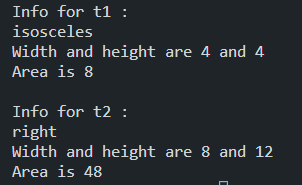 Info for t1 :
isosceles
Width and height are 4 and 4
Area is 8

Info for t2 :
right
Width and height are 8 and 12
Area is 48